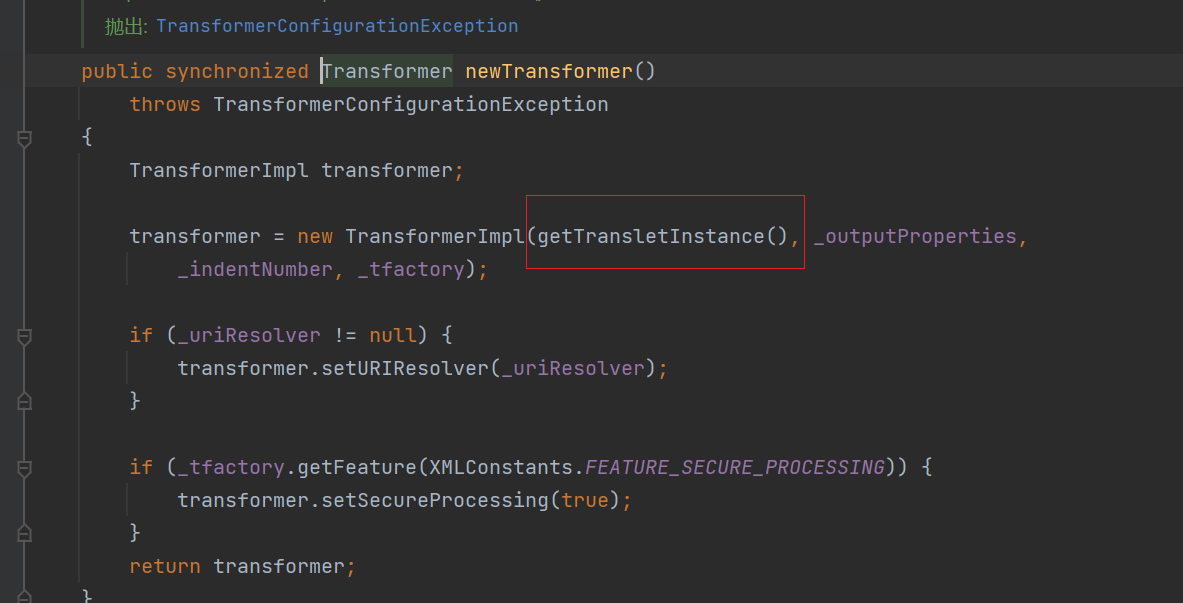 抛出: TransformerConfigurationException
public synchronized Transformer newTransformer()
throws TransformerConfigurationException
{
TransformerImpl transformer;
transformer = new TransformerImpl(getTransletInstance(), _outputProperties,
_indentNumber, _tfactory);
if (_uriResolver != null) {
transformer.setURIResolver(_uriResolver);
}
if (_tfactory.getFeature(XMLConstants.FEATURE_SECURE_PROCESSING)) {
transformer.setSecureProcessing(true);
}
return transformer;
}